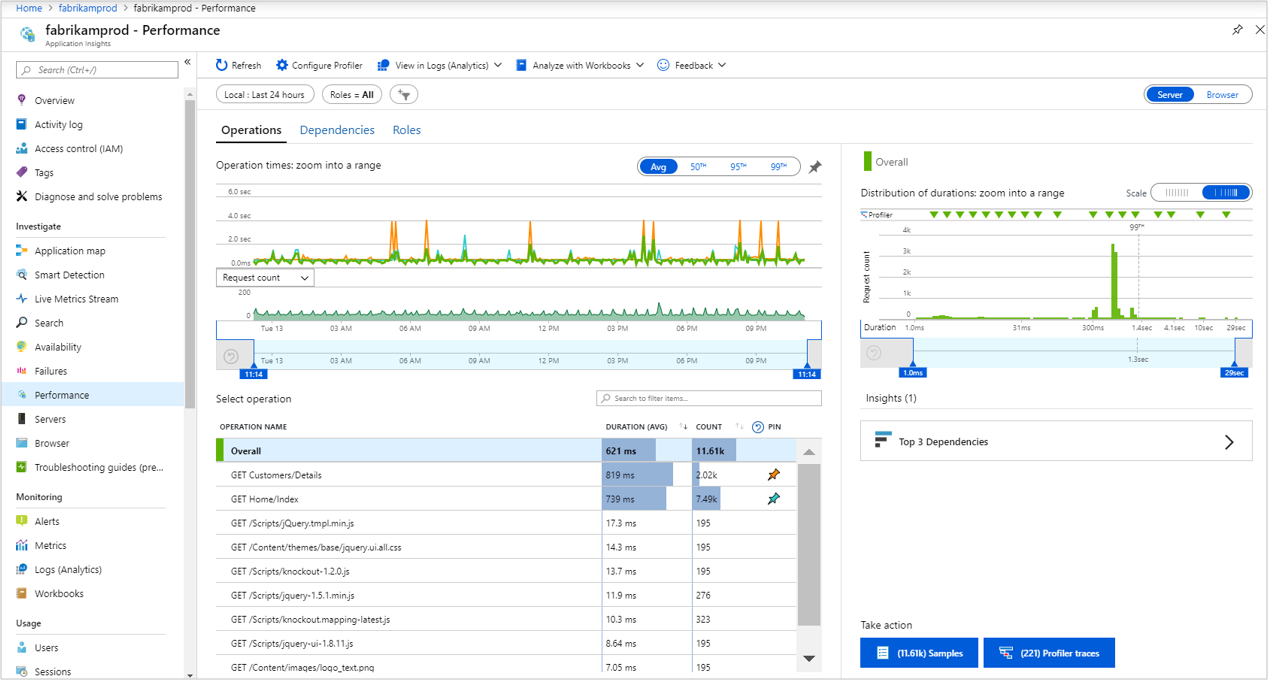 Home > fabrikamprod > fabrikamprod - Performance
fabrikamprod - Performance
Application Insights
Search (Ctrl+/)
«
Overview
Activity log
Access control (IAM)
Tags
Diagnose and solve problems
Investigate
Application map
Smart Detection
Live Metrics Stream
Search
Availability
Failures
Performance
Servers
Browser
Troubleshooting guides (pre...
Monitoring
Alerts
Metrics
Logs (Analytics)
Workbooks
Usage
Users
Sessions
Refresh
Configure Profiler
View in Logs (Analytics)
Analyze with Workbooks
Feedback
Local : Last 24 hours
Roles = All
Server
Browser
Operations
Dependencies
Roles
Operation times: zoom into a range
Avg
50TH
95TH
99TH
6.0 sec
4.0 sec
2.0 sec
0.0ms
Request count
200
0
Tue 13 03 AM 06 AM 09 AM 12 PM 03 PM 06 PM 09 PM
Tue 13 03 AM 06 AM 09 AM 12 PM 03 PM 06 PM 09 PM
11:14 11:14
Select operation
Search to filter items...
OPERATION NAME DURATION (AVG) COUNT PIN
Overall 621 ms 11.61k
GET Customers/Details 819 ms 2.02k
GET Home/Index 739 ms 7.49k
GET /Scripts/jQuery.tmpl.min.js 17.3 ms 195
GET /Content/themes/base/jquery.ui.all.css 14.3 ms 195
GET /Scripts/knockout-1.2.0.js 13.7 ms 195
GET /Scripts/jquery-1.5.1.min.js 11.9 ms 276
GET /Scripts/knockout.mapping-latest.js 10.3 ms 323
GET /Scripts/jquery-ui-1.8.11.js 8.64 ms 195
GET /Content/images/logo_text.png 7.05 ms 195
Overall
Distribution of durations: zoom into a range
Scale
Profiler
99TH
4k
3k
2k
1k
0
Request count
Duration 1.0ms 31ms 300ms 1.4sec 4.1sec 10sec 29sec
1.3sec
1.0ms 29sec
Insights (1)
Top 3 Dependencies
Take action
(11.61k) Samples
(221) Profiler traces